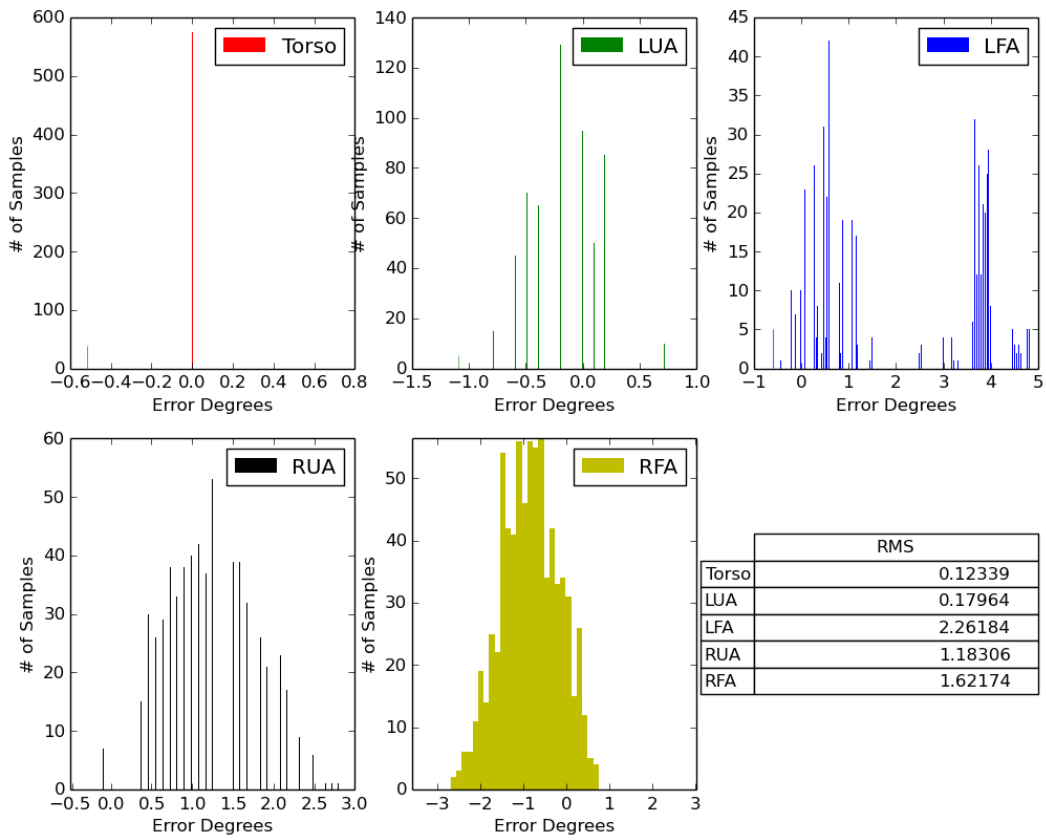 600
500
400
300
200
100
0
# of Samples
Torso
−0.6 −0.4 −0.2 0.0 0.2 0.4 0.6 0.8
Error Degrees
140
120
100
80
60
40
20
0
# of Samples
LUA
−1.5 −1.0 −0.5 0.0 0.5 1.0
Error Degrees
45
40
35
30
25
20
15
10
5
0
# of Samples
LFA
−1 0 1 2 3 4 5
Error Degrees
60
50
40
30
20
10
0
# of Samples
RUA
−0.5 0.0 0.5 1.0 1.5 2.0 2.5 3.0
Error Degrees
50
40
30
20
10
0
# of Samples
RFA
−3 −2 −1 0 1 2 3
Error Degrees
RMS
Torso 0.12339
LUA 0.17964
LFA 2.26184
RUA 1.18306
RFA 1.62174